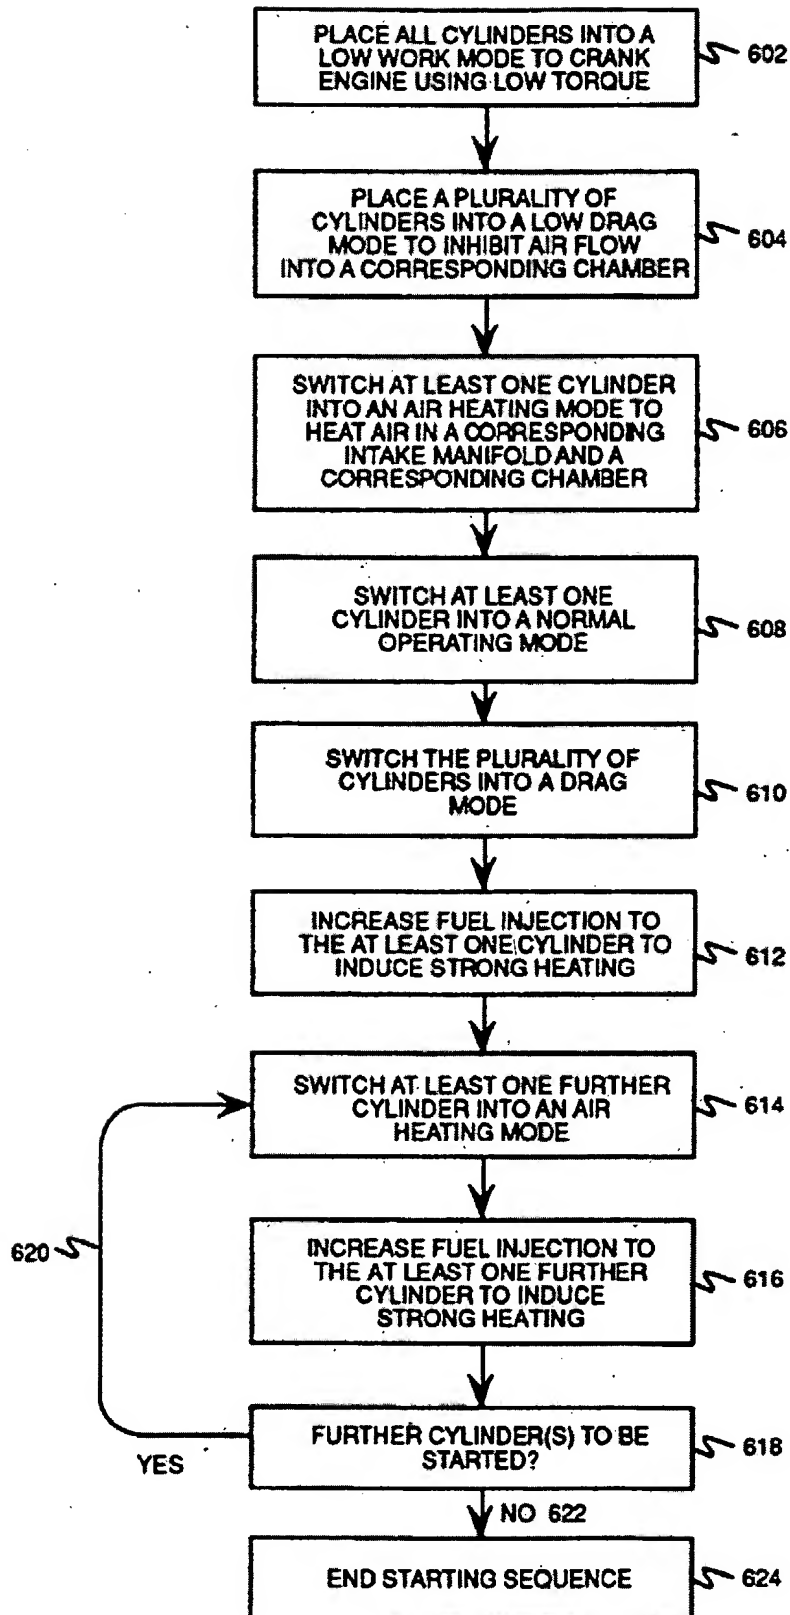 PLACE ALL CYLINDERS INTO A
LOW WORK MODE TO CRANK
ENGINE USING LOW TORQUE
602
PLACE A PLURALITY OF
CYLINDERS INTO A LOW DRAG
MODE TO INHIBIT AIR FLOW
INTO A CORRESPONDING CHAMBER
604
SWITCH AT LEAST ONE CYLINDER
INTO AN AIR HEATING MODE TO
HEAT AIR IN A CORRESPONDING
INTAKE MANIFOLD AND A
CORRESPONDING CHAMBER
606
SWITCH AT LEAST ONE
CYLINDER INTO A NORMAL
OPERATING MODE
608
SWITCH THE PLURALITY OF
CYLINDERS INTO A DRAG
MODE
610
INCREASE FUEL INJECTION TO
THE AT LEAST ONE CYLINDER TO
INDUCE STRONG HEATING
612
SWITCH AT LEAST ONE FURTHER
CYLINDER INTO AN AIR
HEATING MODE
614
620
INCREASE FUEL INJECTION TO
THE AT LEAST ONE FURTHER
CYLINDER TO INDUCE
STRONG HEATING
616
FURTHER CYLINDER(S) TO BE
STARTED?
618
YES
NO 622
END STARTING SEQUENCE
624